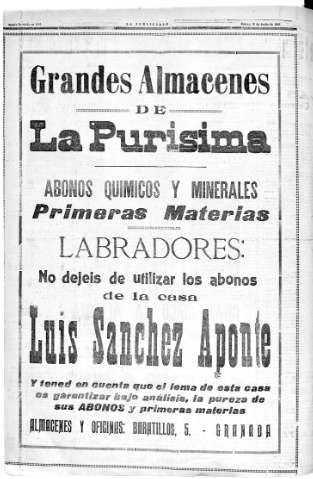 Grandes Almacenes
DE
La Purisima
ABONOS QUIMICOS Y MINERALES
Primeras Materias
LABRADORES:
No dejeis de utilizar los abonos
de la casa
Luis Sanchez Aponte
Y tened en cuenta que el lema de esta casa
es garantizar bajo análisis, la pureza de
sus ABONOS y primeras materias
ALMACENES Y OFICINAS: BARATILLOS, 5. - GRANADA